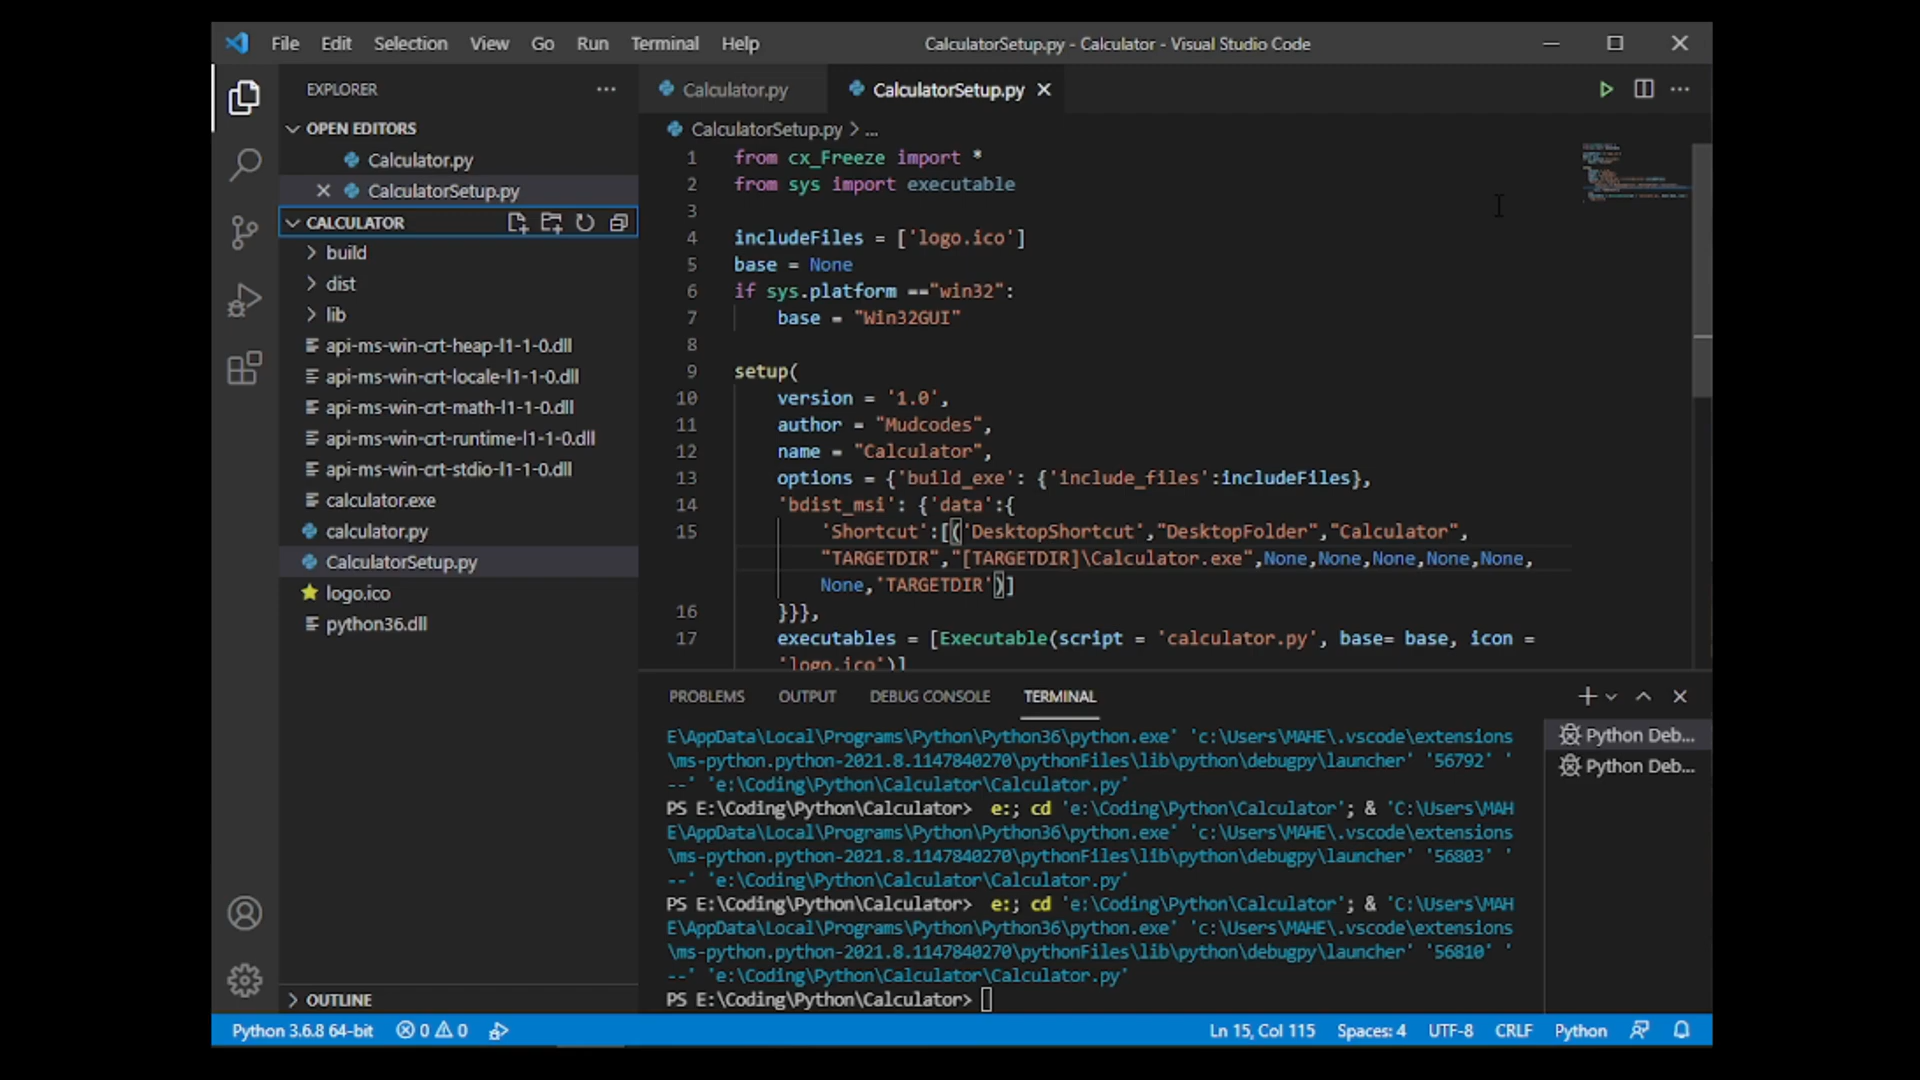 File Edit Selection View Go Run Terminal Help
CalculatorSetup.py - Calculator - Visual Studio Code
EXPLORER
OPEN EDITORS
Calculator.py
CalculatorSetup.py
CALCULATOR
build
dist
lib
api-ms-win-crt-heap-l1-1-0.dll
api-ms-win-crt-locale-l1-1-0.dll
api-ms-win-crt-math-l1-1-0.dll
api-ms-win-crt-runtime-l1-1-0.dll
api-ms-win-crt-stdio-l1-1-0.dll
calculator.exe
calculator.py
CalculatorSetup.py
logo.ico
python36.dll
OUTLINE
Calculator.py CalculatorSetup.py
CalculatorSetup.py > ...
1 from cx_Freeze import *
2 from sys import executable
3
4 includeFiles = ['logo.ico']
5 base = None
6 if sys.platform =="win32":
7 base = "Win32GUI"
8
9 setup(
10 version = '1.0',
11 author = "Mudcodes",
12 name = "Calculator",
13 options = {'build_exe': {'include_files':includeFiles},
14 'bdist_msi': {'data':{
15 'Shortcut':[('DesktopShortcut',"DesktopFolder","Calculator",
"TARGETDIR","[TARGETDIR]\Calculator.exe",None,None,None,None,None,
None,'TARGETDIR')]
16 }}},
17 executables = [Executable(script = 'calculator.py', base= base, icon =
'logo.ico')]
PROBLEMS OUTPUT DEBUG CONSOLE TERMINAL
E\AppData\Local\Programs\Python\Python36\python.exe' 'c:\Users\MAHE\.vscode\extensions
\ms-python.python-2021.8.1147840270\pythonFiles\lib\python\debugpy\launcher' '56792' '
--' 'e:\Coding\Python\Calculator\Calculator.py'
PS E:\Coding\Python\Calculator> e:; cd 'e:\Coding\Python\Calculator'; & 'C:\Users\MAH
E\AppData\Local\Programs\Python\Python36\python.exe' 'c:\Users\MAHE\.vscode\extensions
\ms-python.python-2021.8.1147840270\pythonFiles\lib\python\debugpy\launcher' '56803' '
--' 'e:\Coding\Python\Calculator\Calculator.py'
PS E:\Coding\Python\Calculator> e:; cd 'e:\Coding\Python\Calculator'; & 'C:\Users\MAH
E\AppData\Local\Programs\Python\Python36\python.exe' 'c:\Users\MAHE\.vscode\extensions
\ms-python.python-2021.8.1147840270\pythonFiles\lib\python\debugpy\launcher' '56810' '
--' 'e:\Coding\Python\Calculator\Calculator.py'
PS E:\Coding\Python\Calculator>
Python Deb...
Python Deb...
Python 3.6.8 64-bit 0 0 Ln 15, Col 115 Spaces: 4 UTF-8 CRLF Python